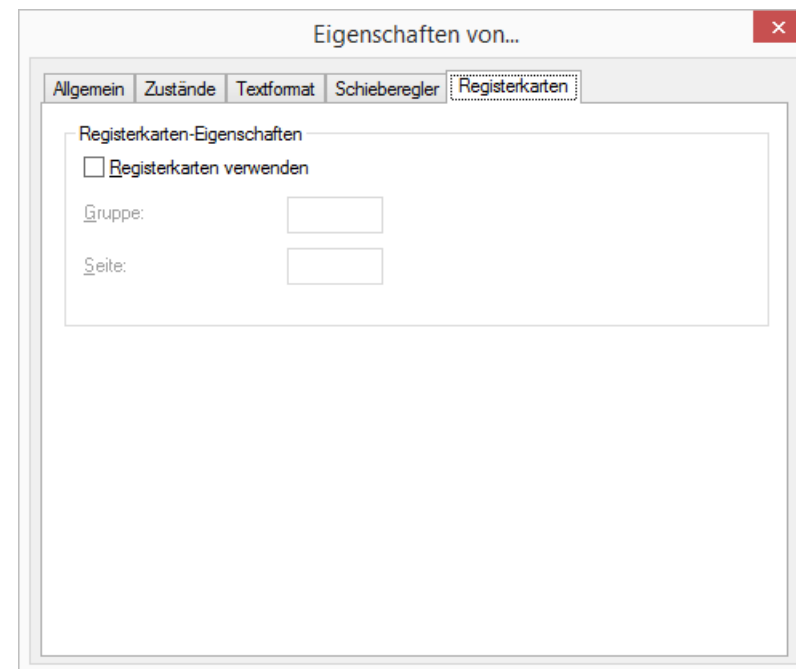 Eigenschaften von...
Allgemein Zustände Textformat Schieberegler Registerkarten
Registerkarten-Eigenschaften
Registerkarten verwenden
Gruppe:
Seite: